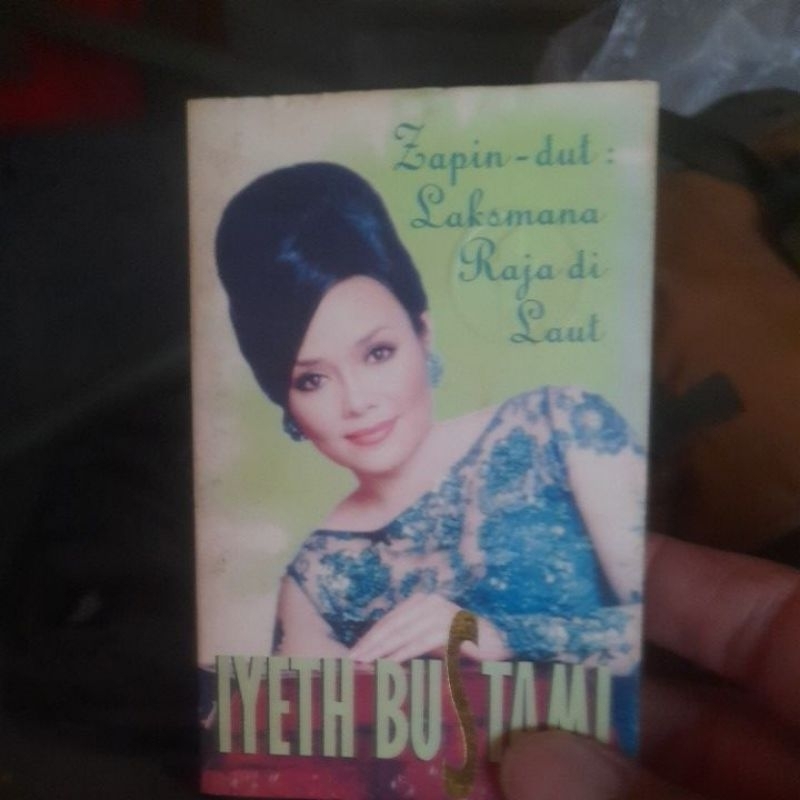 Zapin-dut:
Laksmana
Raja di
Laut
IYETH BUSTAMI